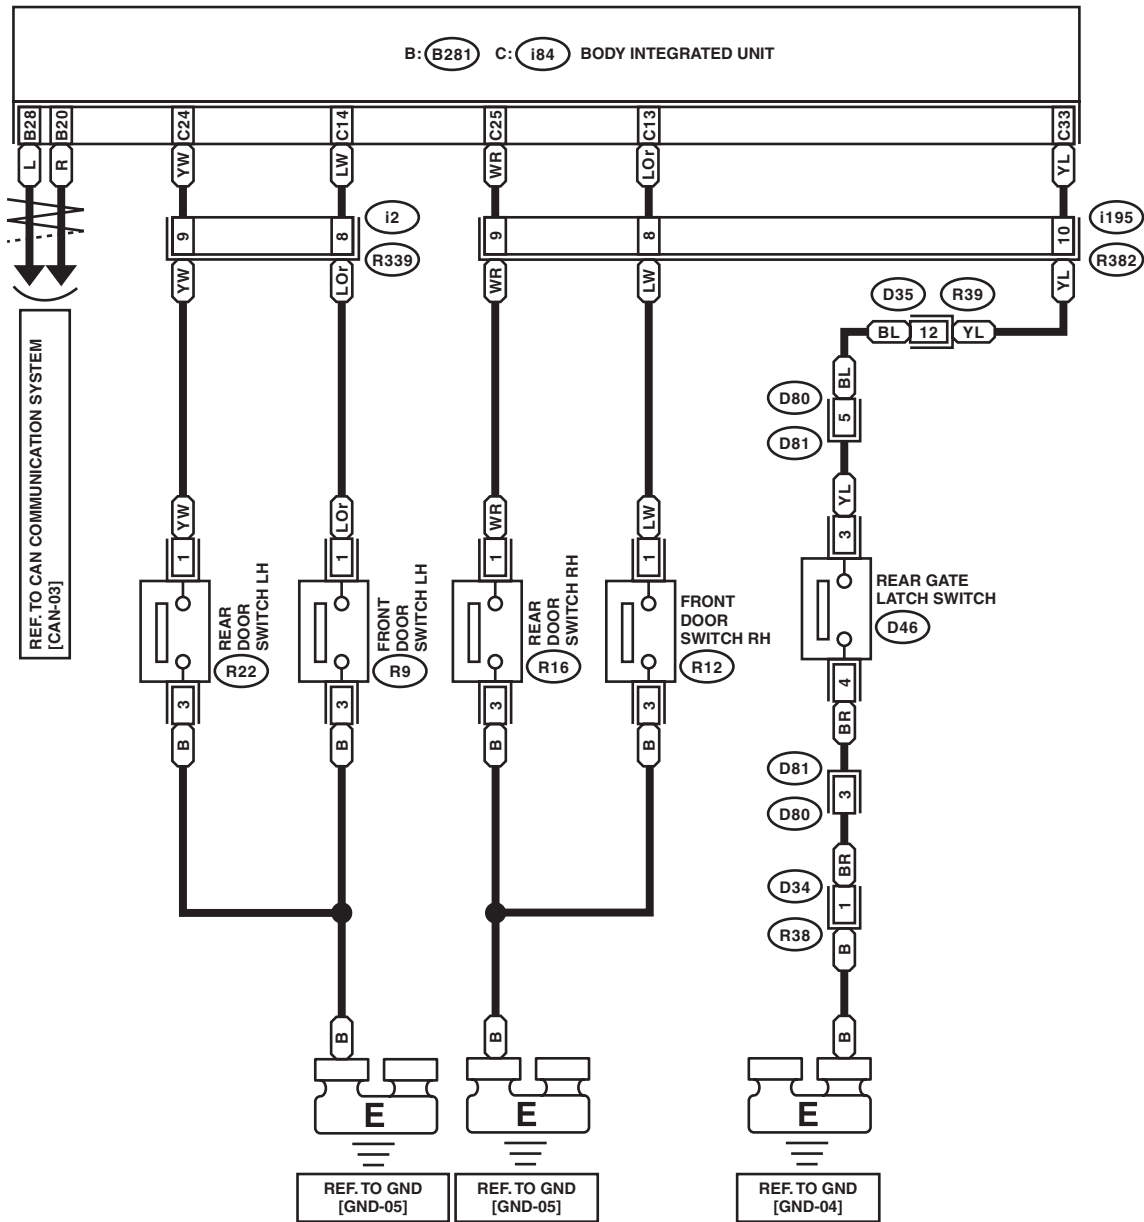 B: B281 C: i84 BODY INTEGRATED UNIT
B28 B20 C24 C14 C25 C13 C33
L R YW LW WR LOr YL
i2 i195
9 8 9 8 10
R339 R382
YW LOr WR LW YL
D35 R39
BL 12 YL
BL
D80
5
D81
REF. TO CAN COMMUNICATION SYSTEM
[CAN-03]
YW LOr WR LW YL
1 1 1 1 3
REAR
DOOR
SWITCH LH
R22
FRONT
DOOR
SWITCH LH
R9
REAR
DOOR
SWITCH RH
R16
FRONT
DOOR
SWITCH RH
R12
REAR GATE
LATCH SWITCH
D46
3 3 3 3 4
B B B B BR
D81
3
D80
BR
D34
1
R38
B
B B B
E E E
REF. TO GND
[GND-05]
REF. TO GND
[GND-05]
REF. TO GND
[GND-04]